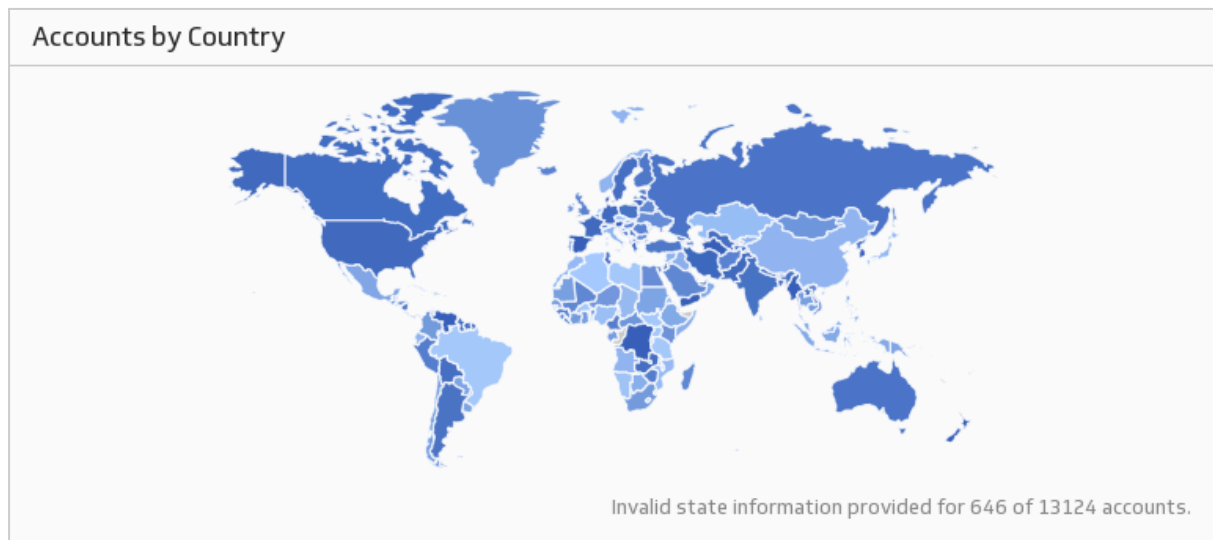 Accounts by Country
Invalid state information provided for 646 of 13124 accounts.